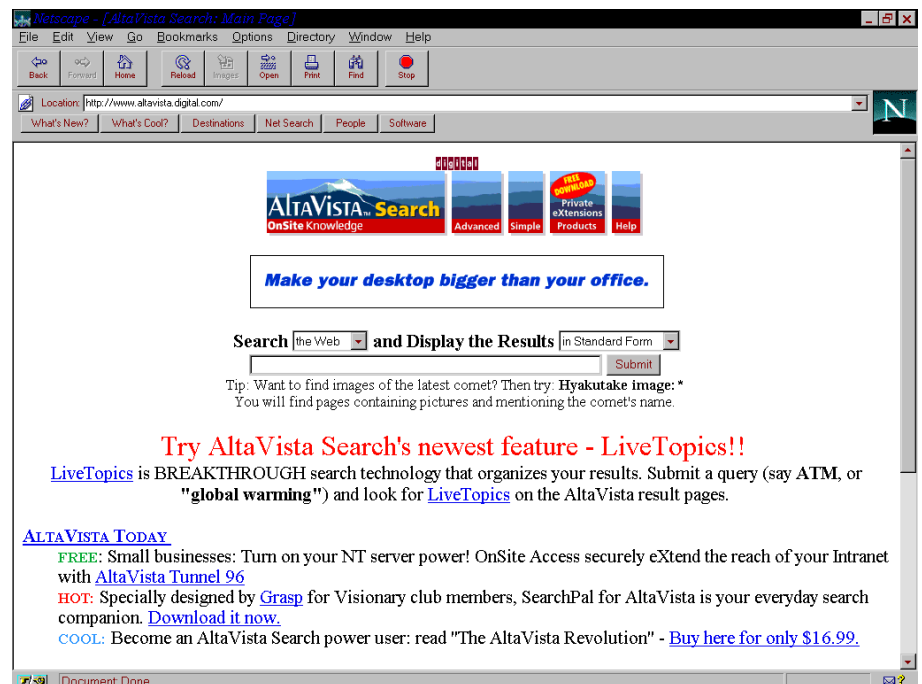 Netscape - [AltaVista Search: Main Page]
File Edit View Go Bookmarks Options Directory Window Help
Back Forward Home Reload Images Open Print Find Stop
Location: http://www.altavista.digital.com/
N
What's New? What's Cool? Destinations Net Search People Software
digital
ALTAVISTA™ Search
OnSite Knowledge
Advanced
Simple
FREE DOWNLOAD
Private
eXtensions
Products
Help
Make your desktop bigger than your office.
Search the Web and Display the Results in Standard Form
Submit
Tip: Want to find images of the latest comet? Then try: Hyakutake image:*
You will find pages containing pictures and mentioning the comet's name.
Try AltaVista Search's newest feature - LiveTopics!!
LiveTopics is BREAKTHROUGH search technology that organizes your results. Submit a query (say ATM, or
"global warming") and look for LiveTopics on the AltaVista result pages.
ALTAVISTA TODAY
FREE: Small businesses: Turn on your NT server power! OnSite Access securely eXtend the reach of your Intranet
with AltaVista Tunnel 96
HOT: Specially designed by Grasp for Visionary club members, SearchPal for AltaVista is your everyday search
companion. Download it now.
COOL: Become an AltaVista Search power user: read "The AltaVista Revolution" - Buy here for only $16.99.
Document Done